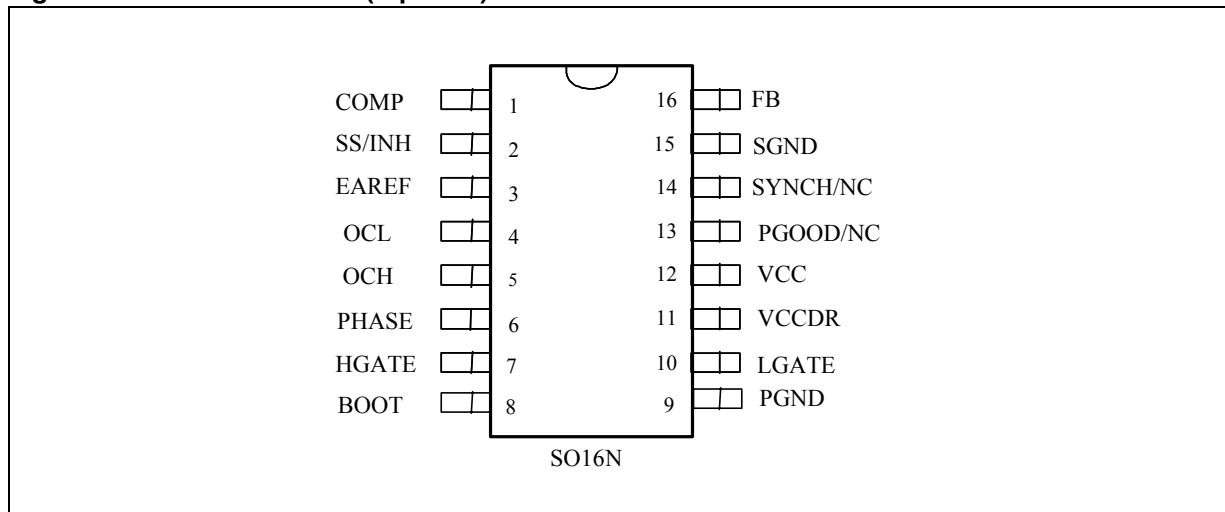 COMP 1 16 FB
SS/INH 2 15 SGND
EAREF 3 14 SYNCH/NC
OCL 4 13 PGOOD/NC
OCH 5 12 VCC
PHASE 6 11 VCCDR
HGATE 7 10 LGATE
BOOT 8 9 PGND
SO16N